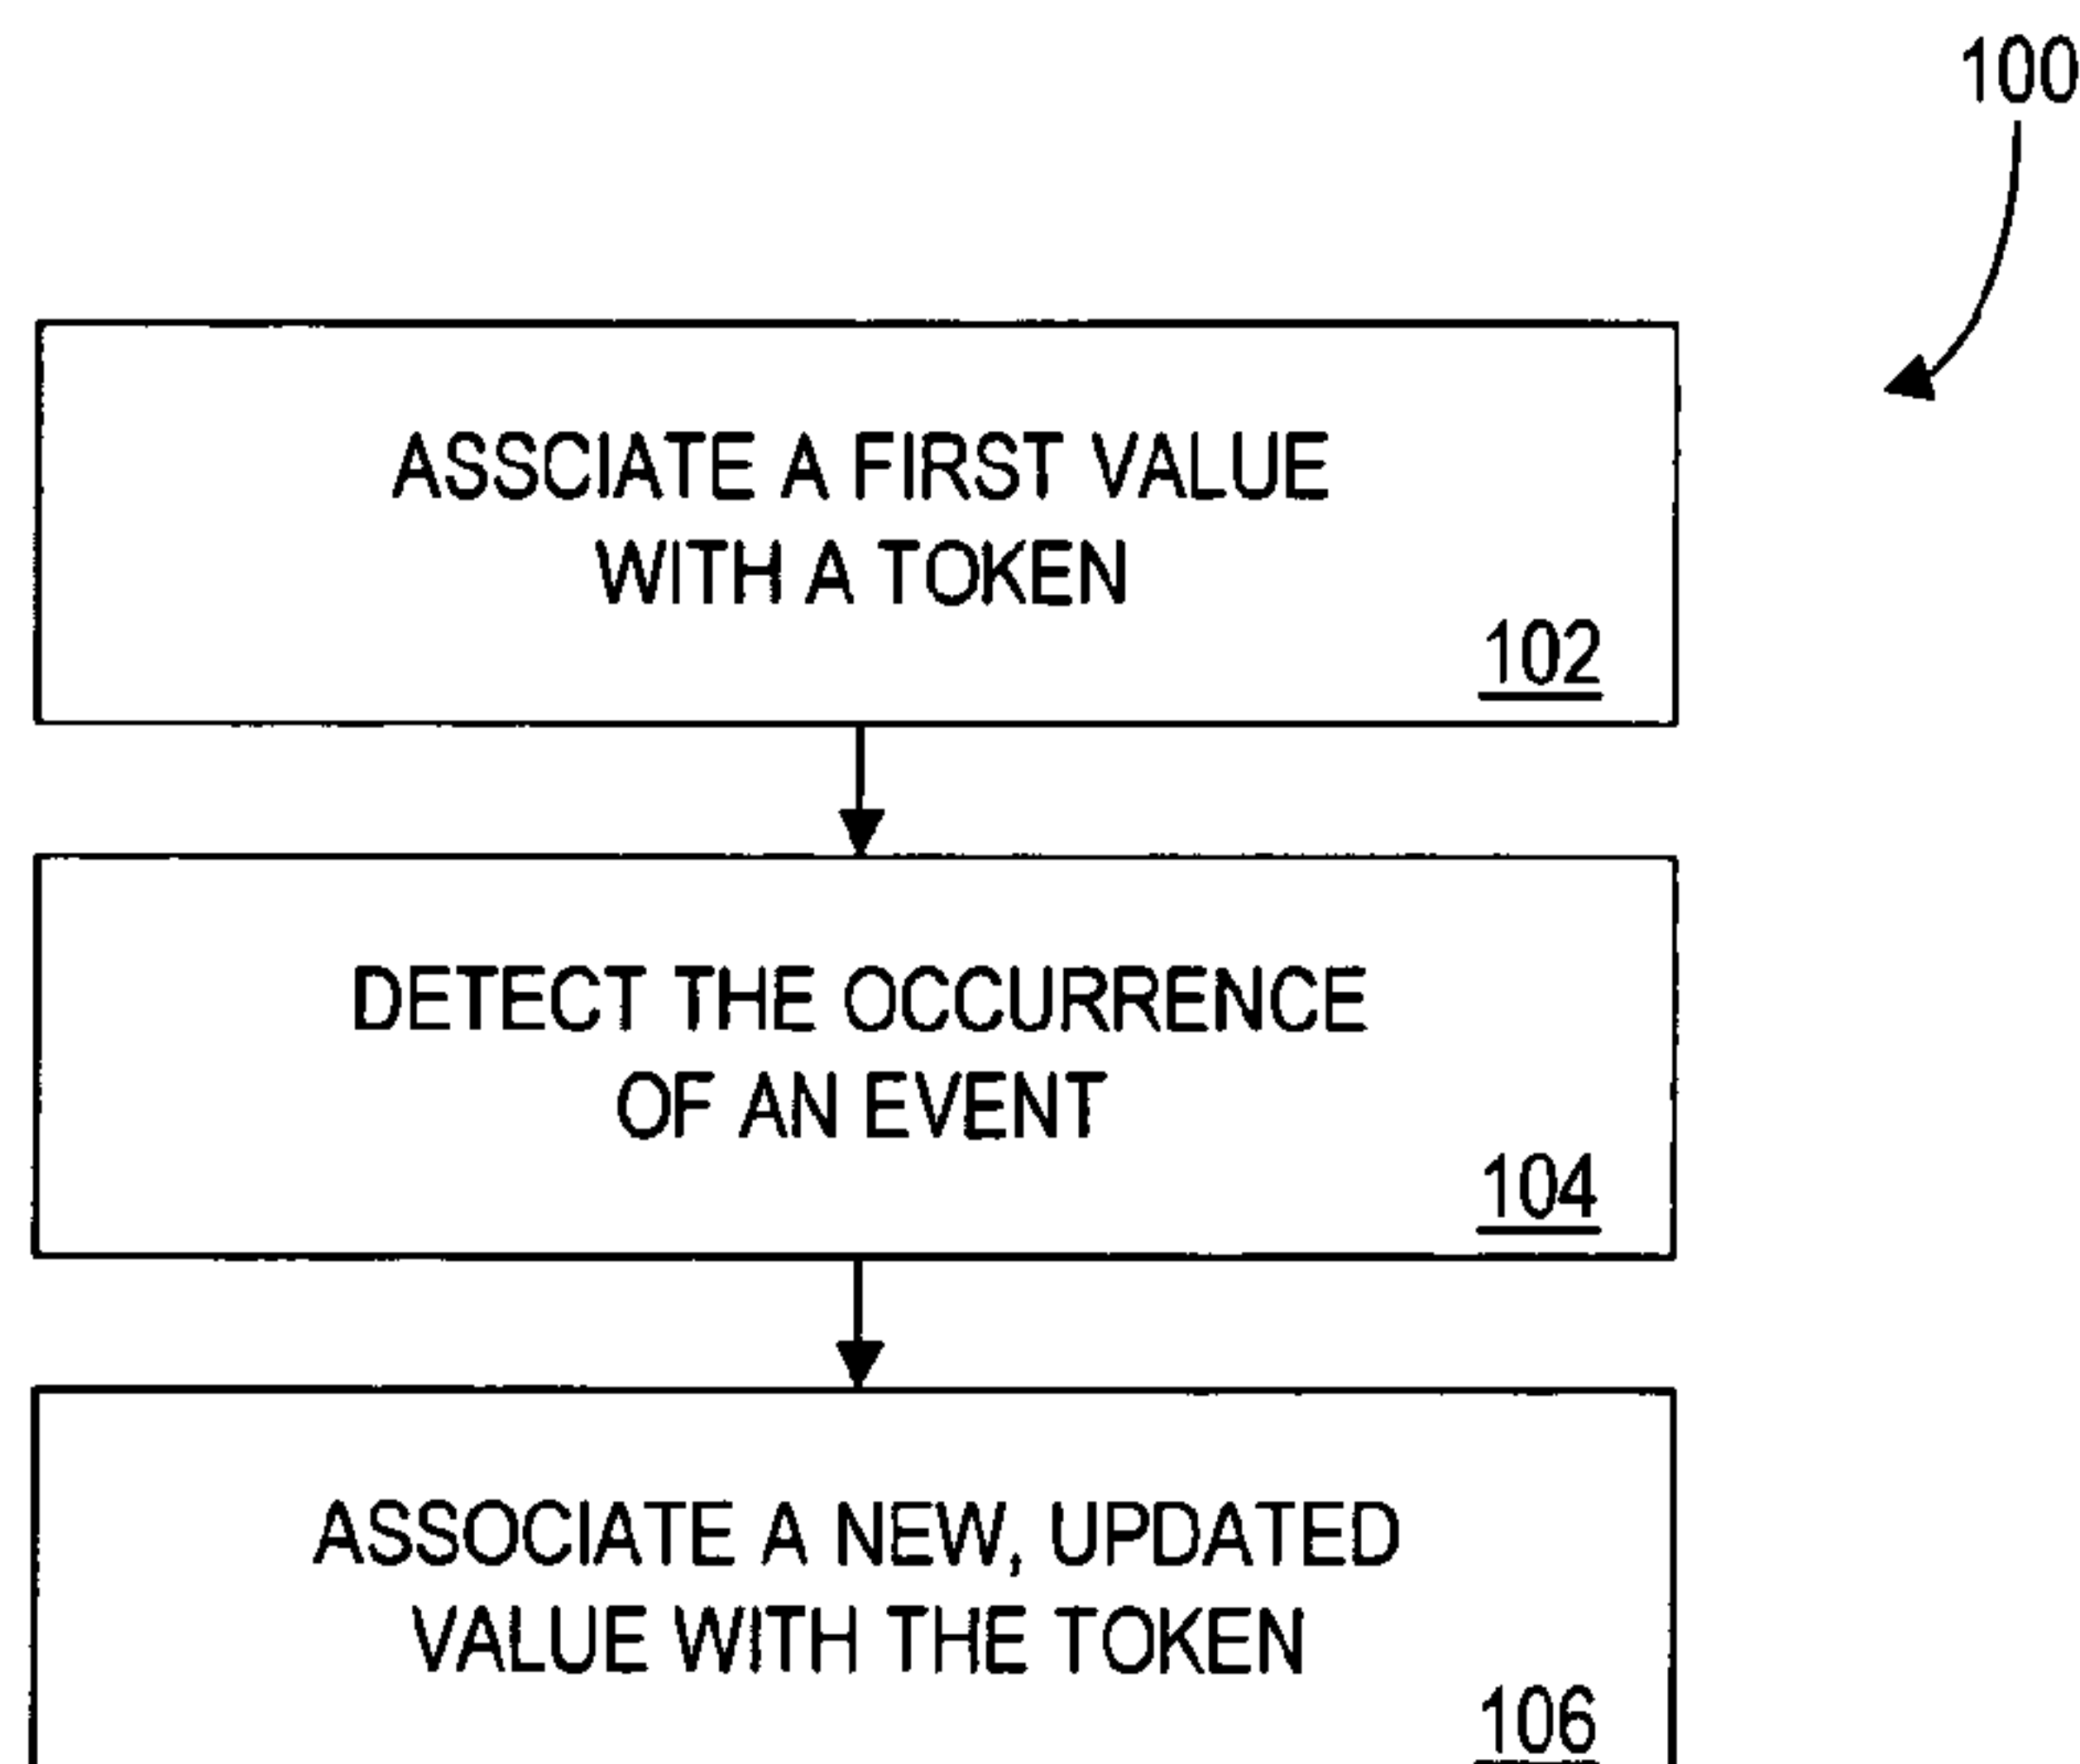 100
ASSCIATE A FIRST VALUE
WITH A TOKEN
102
DETECT THE OCCURRENCE
OF AN EVENT
104
ASSOCIATE A NEW, UPDATED
VALUE WITH THE TOKEN
106